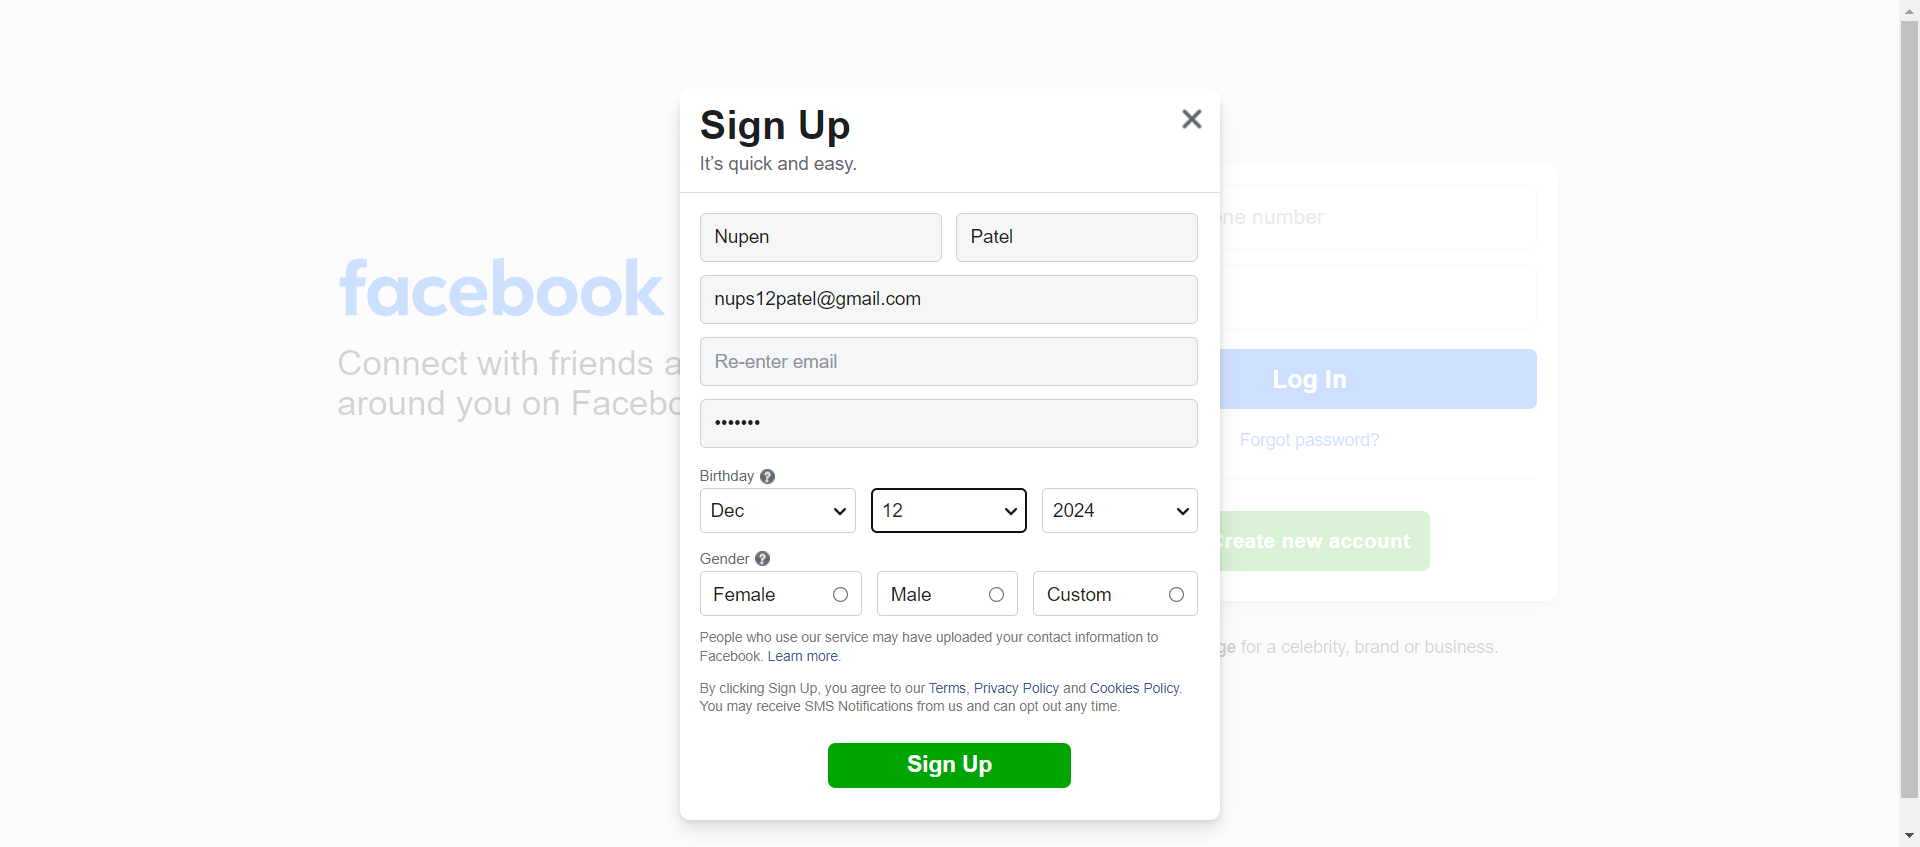 Sign Up
It's quick and easy.
Nupen
Patel
nups12patel@gmail.com
Re-enter email
•••••••
Birthday
Dec
12
2024
Gender
Female
Male
Custom
People who use our service may have uploaded your contact information to
Facebook. Learn more.
By clicking Sign Up, you agree to our Terms, Privacy Policy and Cookies Policy.
You may receive SMS Notifications from us and can opt out any time.
Sign Up
facebook
Connect with friends a
around you on Facebo
ne number
Log In
Forgot password?
Create new account
ge for a celebrity, brand or business.